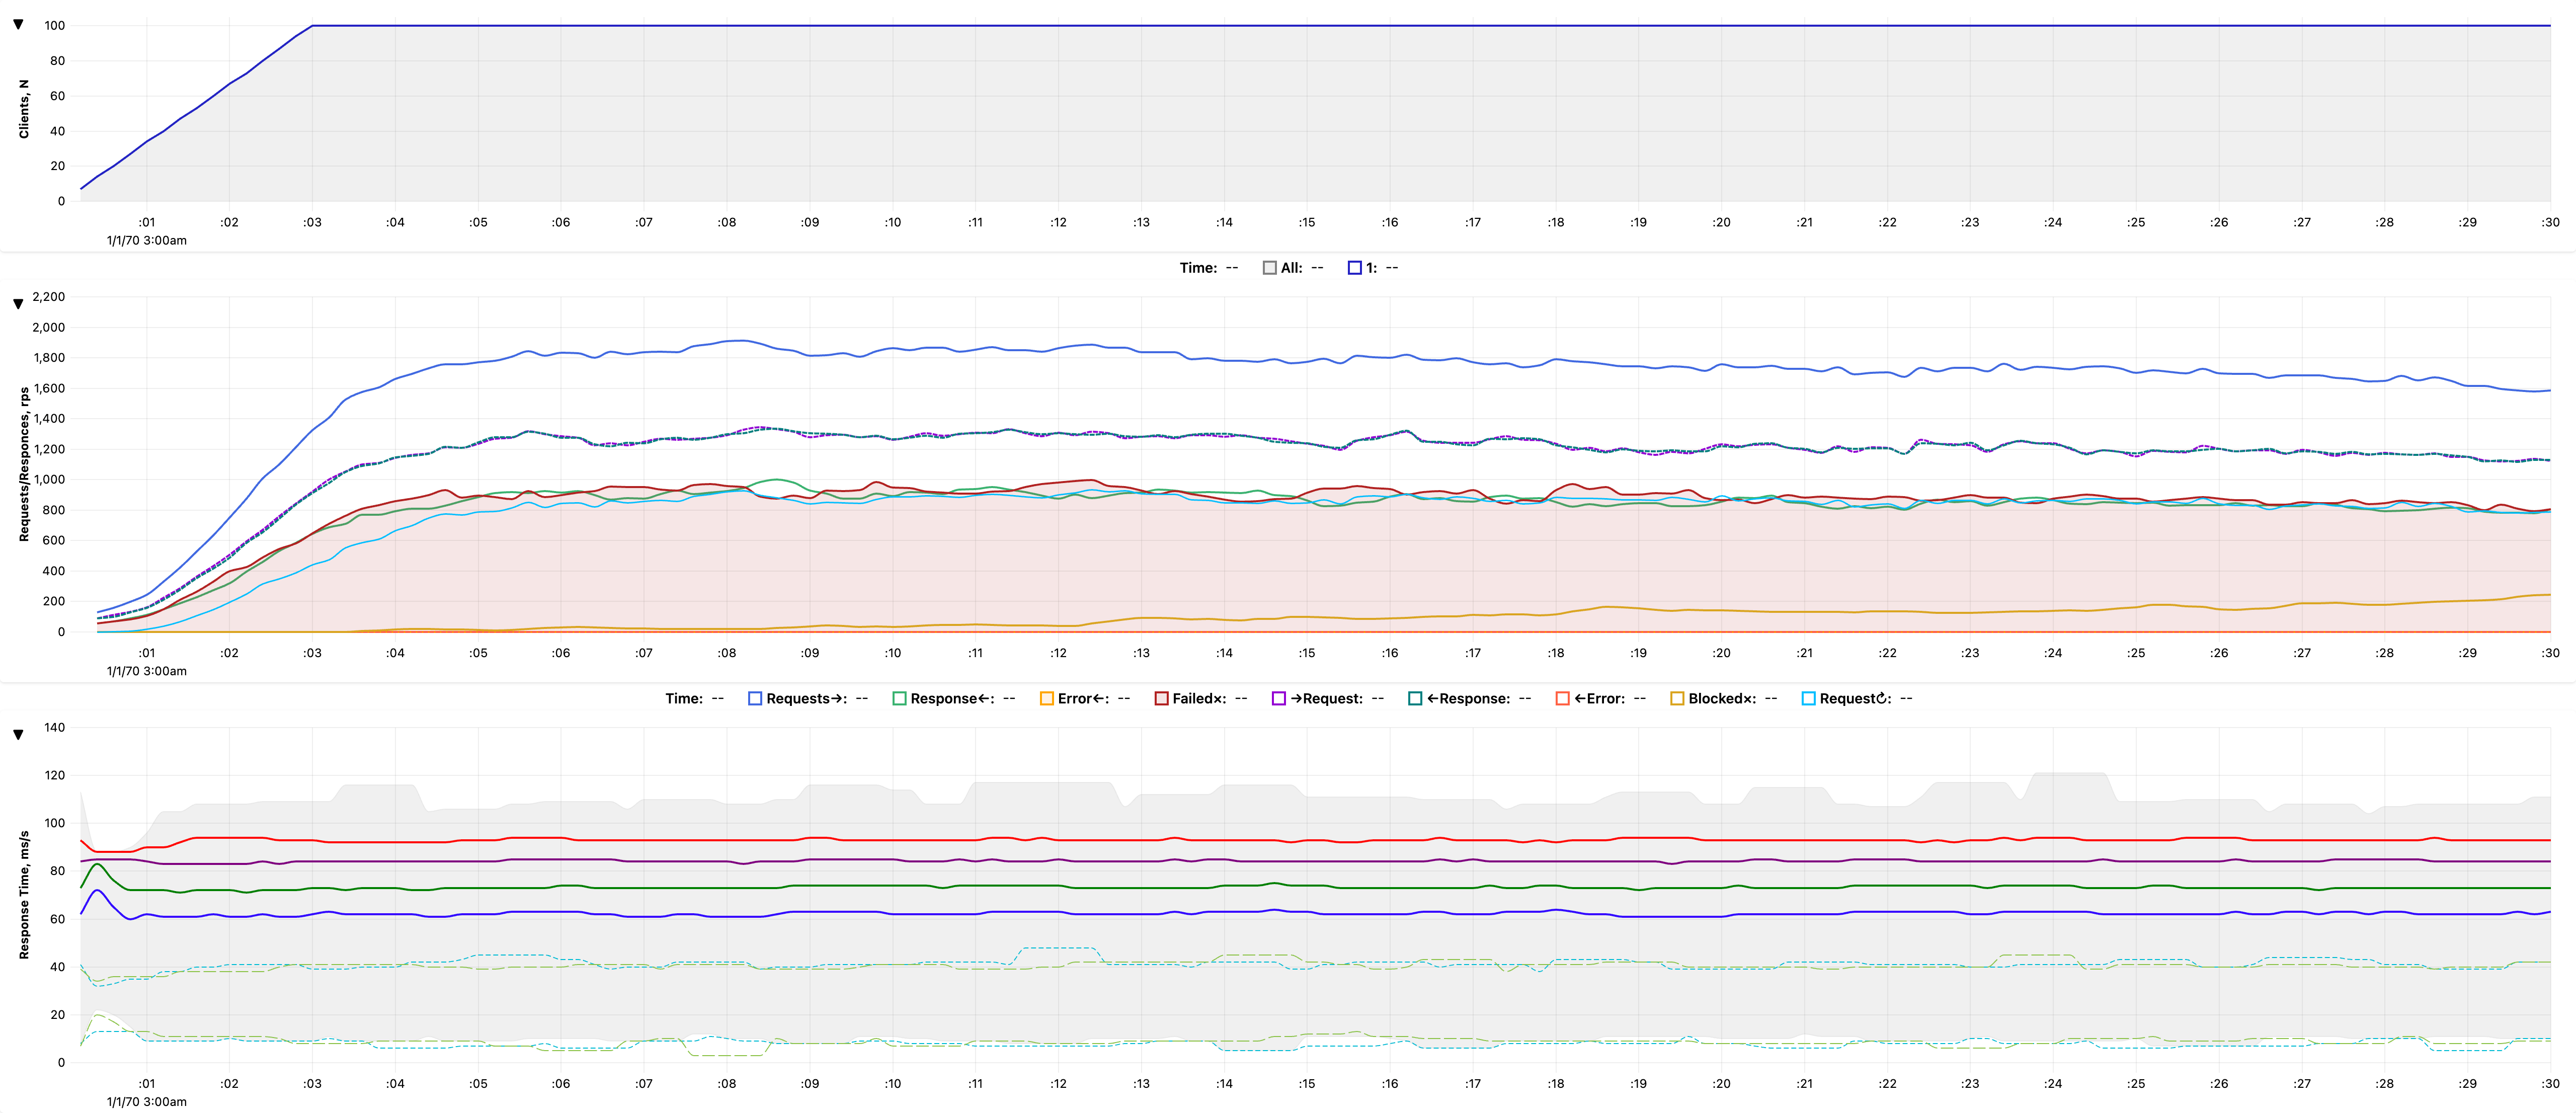 ▼
Clients, N
100
80
60
40
20
0
:01 :02 :03 :04 :05 :06 :07 :08 :09 :10 :11 :12 :13 :14 :15 :16 :17 :18 :19 :20 :21 :22 :23 :24 :25 :26 :27 :28 :29 :30
1/1/70 3:00am
Time: -- All: -- 1: --
▼
Requests/Responces, rps
2,200
2,000
1,800
1,600
1,400
1,200
1,000
800
600
400
200
0
:01 :02 :03 :04 :05 :06 :07 :08 :09 :10 :11 :12 :13 :14 :15 :16 :17 :18 :19 :20 :21 :22 :23 :24 :25 :26 :27 :28 :29 :30
1/1/70 3:00am
Time: -- Requests→: -- Response←: -- Error←: -- Failed×: -- →Request: -- ←Response: -- ←Error: -- Blocked×: -- Request↻: --
▼
Response Time, ms/s
140
120
100
80
60
40
20
0
:01 :02 :03 :04 :05 :06 :07 :08 :09 :10 :11 :12 :13 :14 :15 :16 :17 :18 :19 :20 :21 :22 :23 :24 :25 :26 :27 :28 :29 :30
1/1/70 3:00am